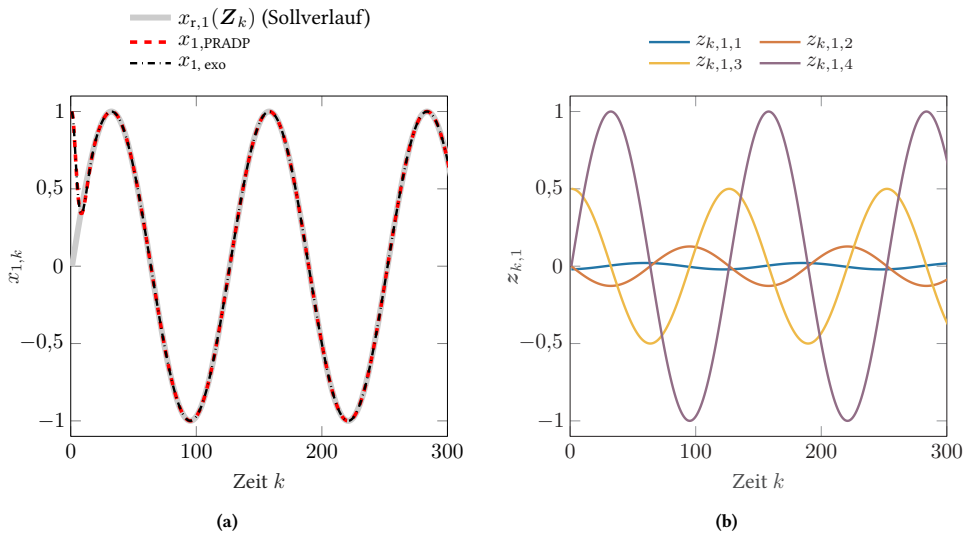 x_{r,1}(Z_k) (Sollverlauf)
x_{1,PRADP}
x_{1, exo}
1
0,5
0
−0,5
−1
x_{1,k}
0 100 200 300
Zeit k
(a)
z_{k,1,1} z_{k,1,2}
z_{k,1,3} z_{k,1,4}
1
0,5
0
−0,5
−1
z_{k,1}
0 100 200 300
Zeit k
(b)